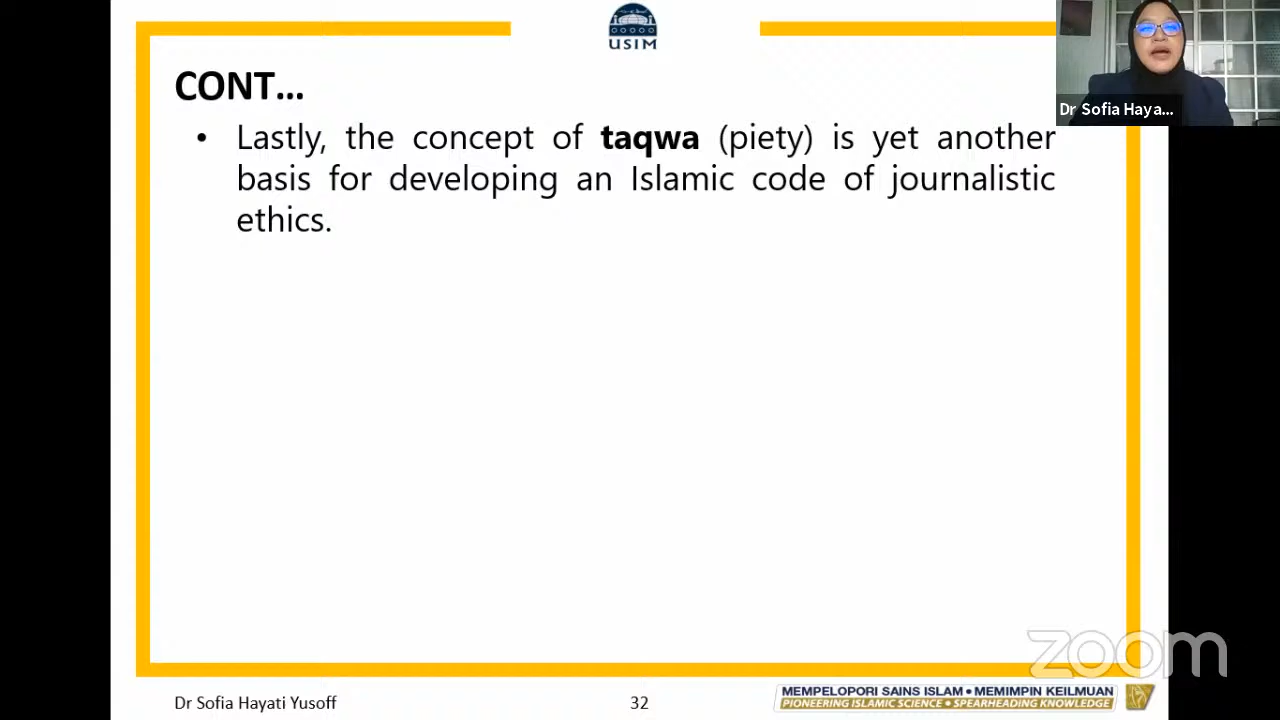 USIM
CONT...
• Lastly, the concept of taqwa (piety) is yet another
basis for developing an Islamic code of journalistic
ethics.
Dr Sofia Haya...
zoom
Dr Sofia Hayati Yusoff
32
MEMPELOPORI SAINS ISLAM • MEMIMPIN KEILMUAN
PIONEERING ISLAMIC SCIENCE • SPEARHEADING KNOWLEDGE